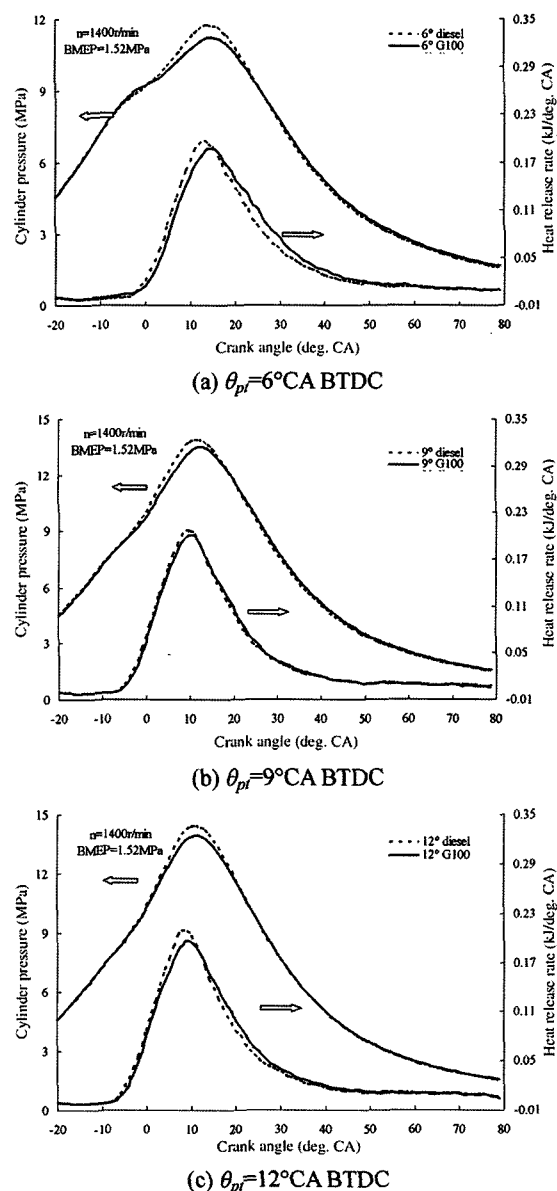 n=1400r/min
BMEP=1.52MPa
6° diesel
6° G100
Cylinder pressure (MPa)
12
9
6
3
0
Heat release rate (kJ/deg. CA)
0.35
0.29
0.23
0.17
0.11
0.05
-0.01
-20 -10 0 10 20 30 40 50 60 70 80
Crank angle (deg. CA)
(a) θpi=6°CA BTDC
n=1400r/min
BMEP=1.52MPa
9° diesel
9° G100
Cylinder pressure (MPa)
15
12
9
6
3
0
Heat release rate (kJ/deg. CA)
0.35
0.29
0.23
0.17
0.11
0.05
-0.01
-20 -10 0 10 20 30 40 50 60 70 80
Crank angle (deg. CA)
(b) θpi=9°CA BTDC
n=1400r/min
BMEP=1.52MPa
12° diesel
12° G100
Cylinder pressure (MPa)
15
12
9
6
3
0
Heat release rate (kJ/deg. CA)
0.35
0.29
0.23
0.17
0.11
0.05
-0.01
-20 -10 0 10 20 30 40 50 60 70 80
Crank angle (deg. CA)
(c) θpi=12°CA BTDC